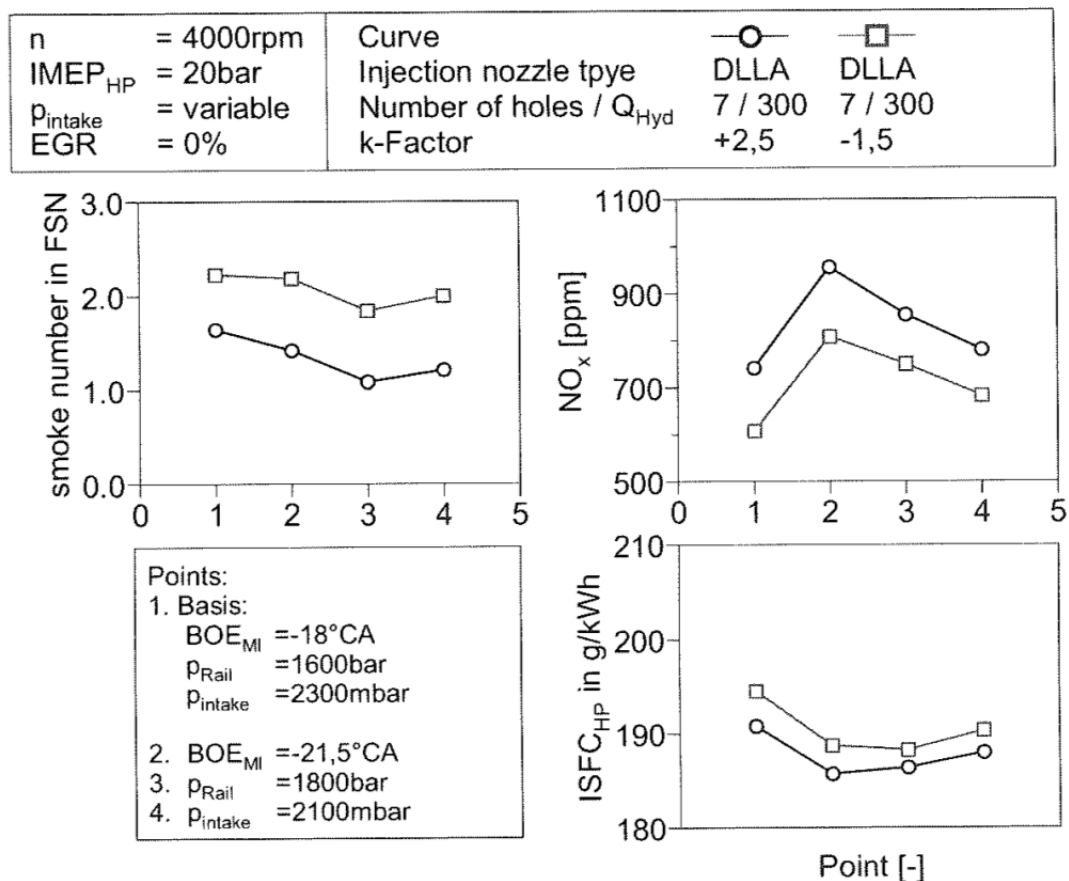 n = 4000rpm
IMEP_HP = 20bar
p_intake = variable
EGR = 0%
Curve
Injection nozzle tpye DLLA DLLA
Number of holes / Q_Hyd 7 / 300 7 / 300
k-Factor +2,5 -1,5
smoke number in FSN
3.0
2.0
1.0
0.0
0 1 2 3 4 5
NO_x [ppm]
1100
900
700
500
0 1 2 3 4 5
Points:
1. Basis:
BOE_MI =-18°CA
p_Rail =1600bar
p_intake =2300mbar
2. BOE_MI =-21,5°CA
3. p_Rail =1800bar
4. p_intake =2100mbar
ISFC_HP in g/kWh
210
200
190
180
Point [-]